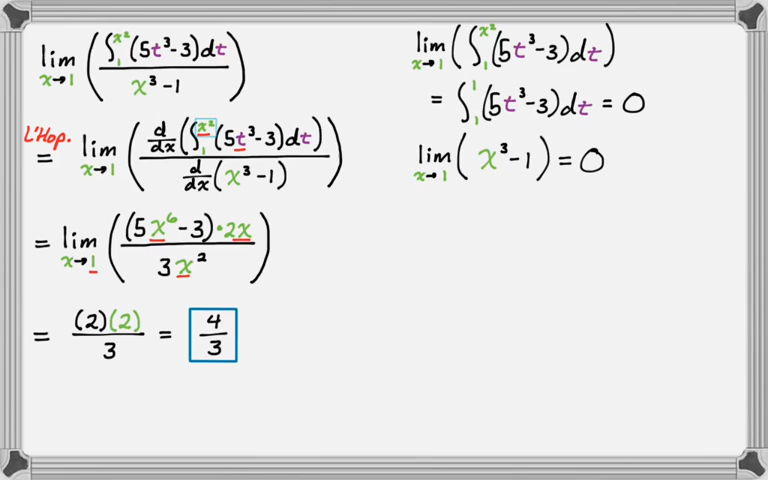 lim x→1 ( ∫₁^{x²} (5t³-3)dt / x³-1 )
L'Hop. = lim x→1 ( d/dx (∫₁^{x²} (5t³-3)dt) / d/dx (x³-1) )
= lim x→1 ( (5x⁶-3)·2x / 3x² )
= (2)(2) / 3 = 4/3
lim x→1 ( ∫₁^{x²} (5t³-3)dt )
= ∫₁^1 (5t³-3)dt = 0
lim x→1 ( x³-1 ) = 0